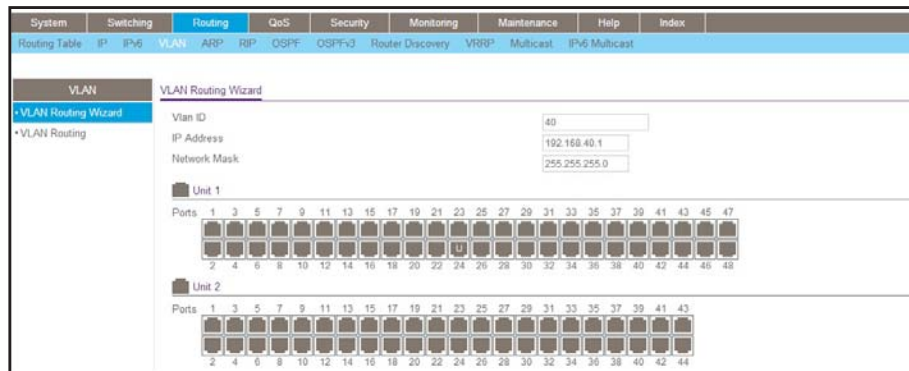 System Switching Routing QoS Security Monitoring Maintenance Help Index
Routing Table IP IPv6 VLAN ARP RIP OSPF OSPFv3 Router Discovery VRRP Multicast IPv6 Multicast
VLAN
• VLAN Routing Wizard
• VLAN Routing
VLAN Routing Wizard
Vlan ID 40
IP Address 192.168.40.1
Network Mask 255.255.255.0
Unit 1
Ports 1 3 5 7 9 11 13 15 17 19 21 23 25 27 29 31 33 35 37 39 41 43 45 47
U
2 4 6 8 10 12 14 16 18 20 22 24 26 28 30 32 34 36 38 40 42 44 46 48
Unit 2
Ports 1 3 5 7 9 11 13 15 17 19 21 23 25 27 29 31 33 35 37 39 41 43
2 4 6 8 10 12 14 16 18 20 22 24 26 28 30 32 34 36 38 40 42 44